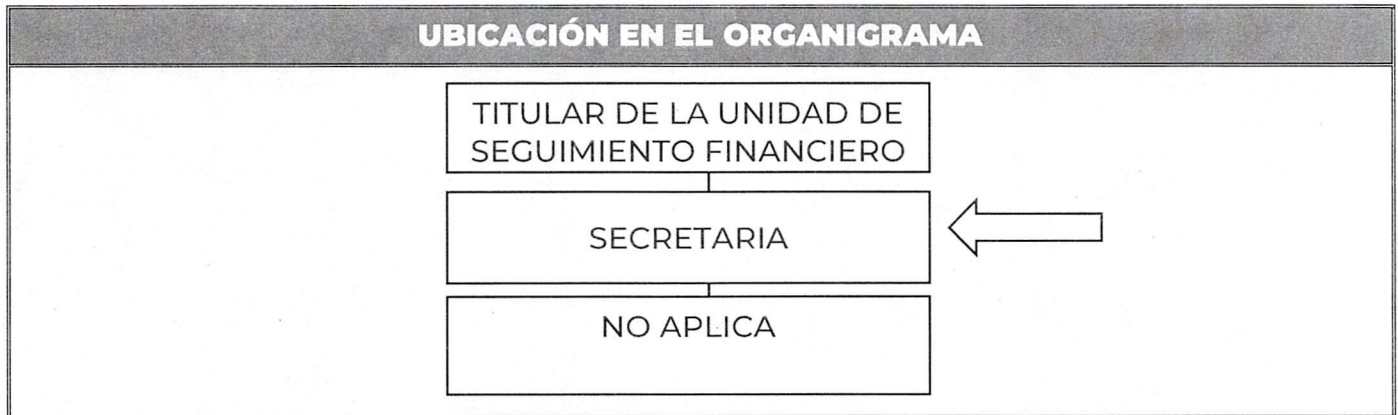 UBICACIÓN EN EL ORGANIGRAMA
TITULAR DE LA UNIDAD DE
SEGUIMIENTO FINANCIERO
SECRETARIA
NO APLICA